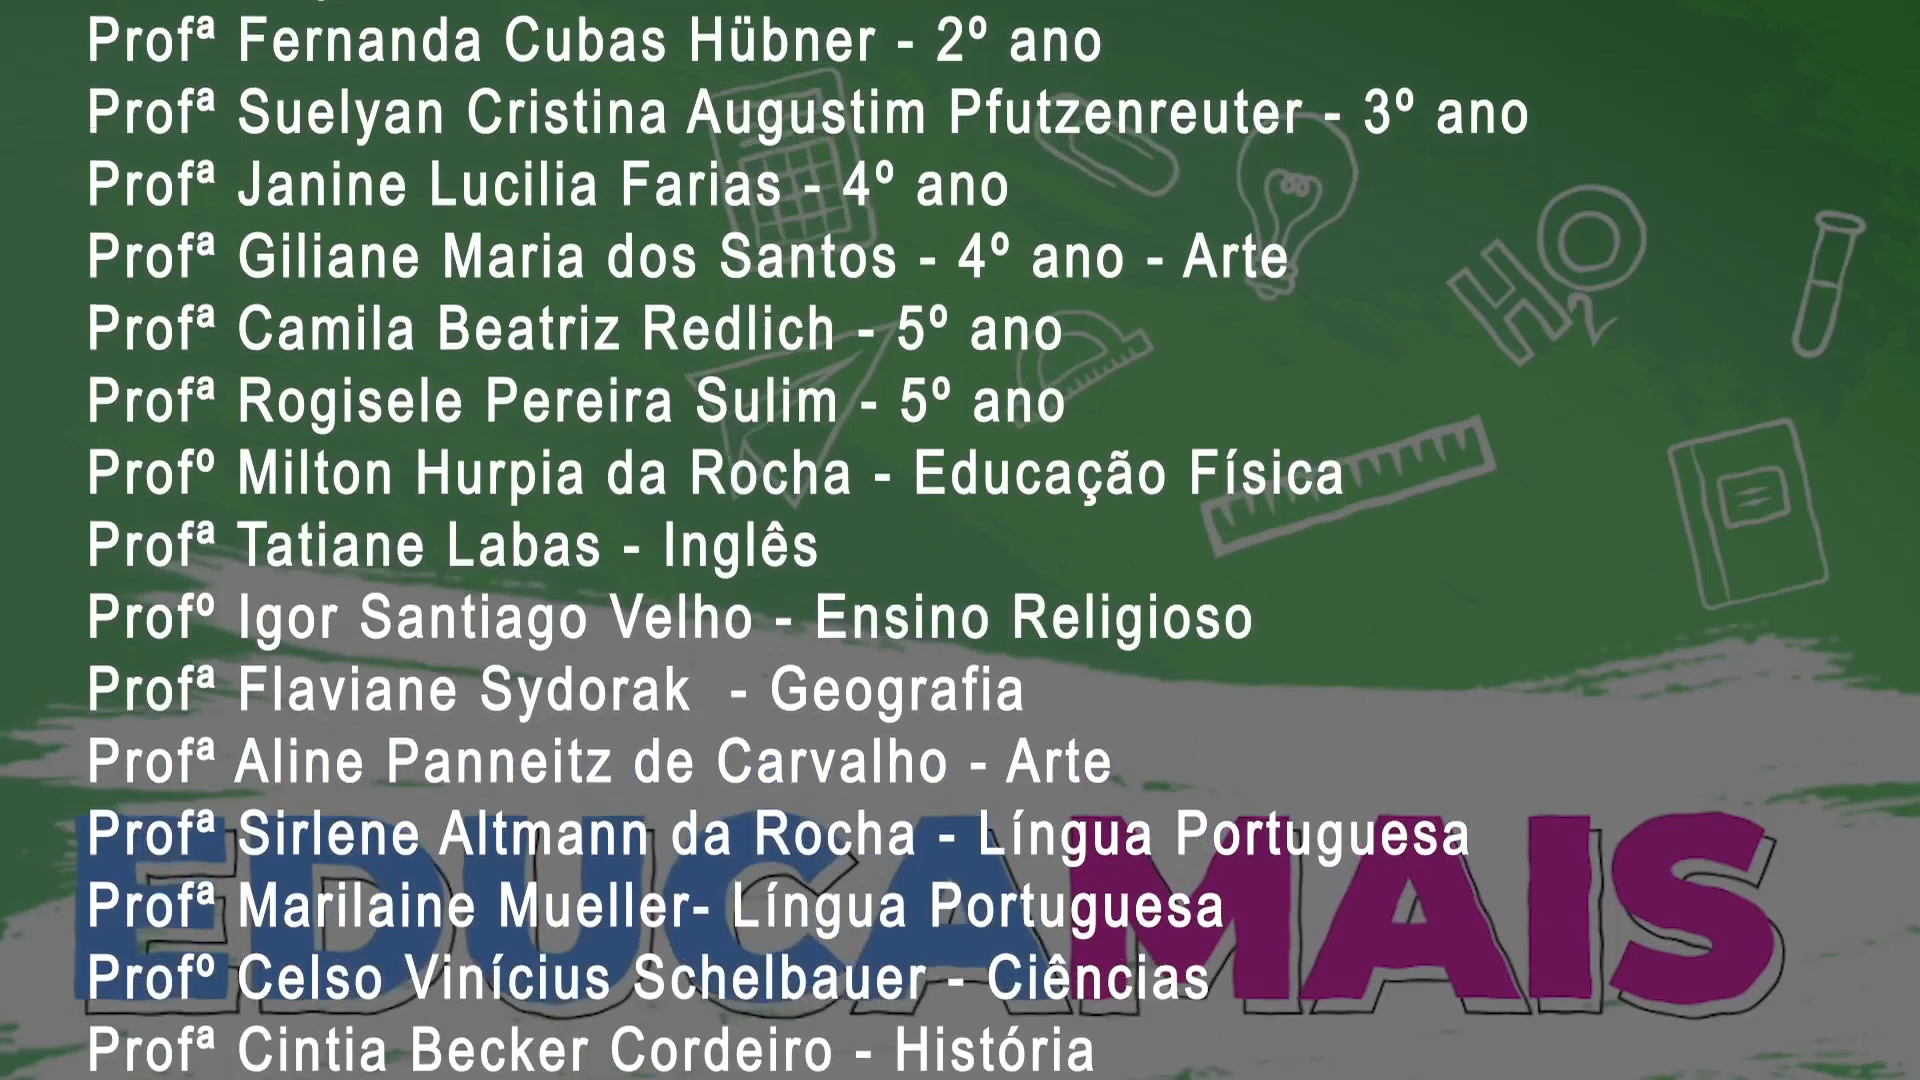 Profª Fernanda Cubas Hübner - 2º ano
Profª Suelyan Cristina Augustim Pfutzenreuter - 3º ano
Profª Janine Lucilia Farias - 4º ano
Profª Giliane Maria dos Santos - 4º ano - Arte
Profª Camila Beatriz Redlich - 5º ano
Profª Rogisele Pereira Sulim - 5º ano
Profº Milton Hurpia da Rocha - Educação Física
Profª Tatiane Labas - Inglês
Profº Igor Santiago Velho - Ensino Religioso
Profª Flaviane Sydorak  - Geografia
Profª Aline Panneitz de Carvalho - Arte
Profª Sirlene Altmann da Rocha - Língua Portuguesa
Profª Marilaine Mueller- Língua Portuguesa
Profº Celso Vinícius Schelbauer - Ciências
Profª Cintia Becker Cordeiro - História
H2O
EDUCAMAIS